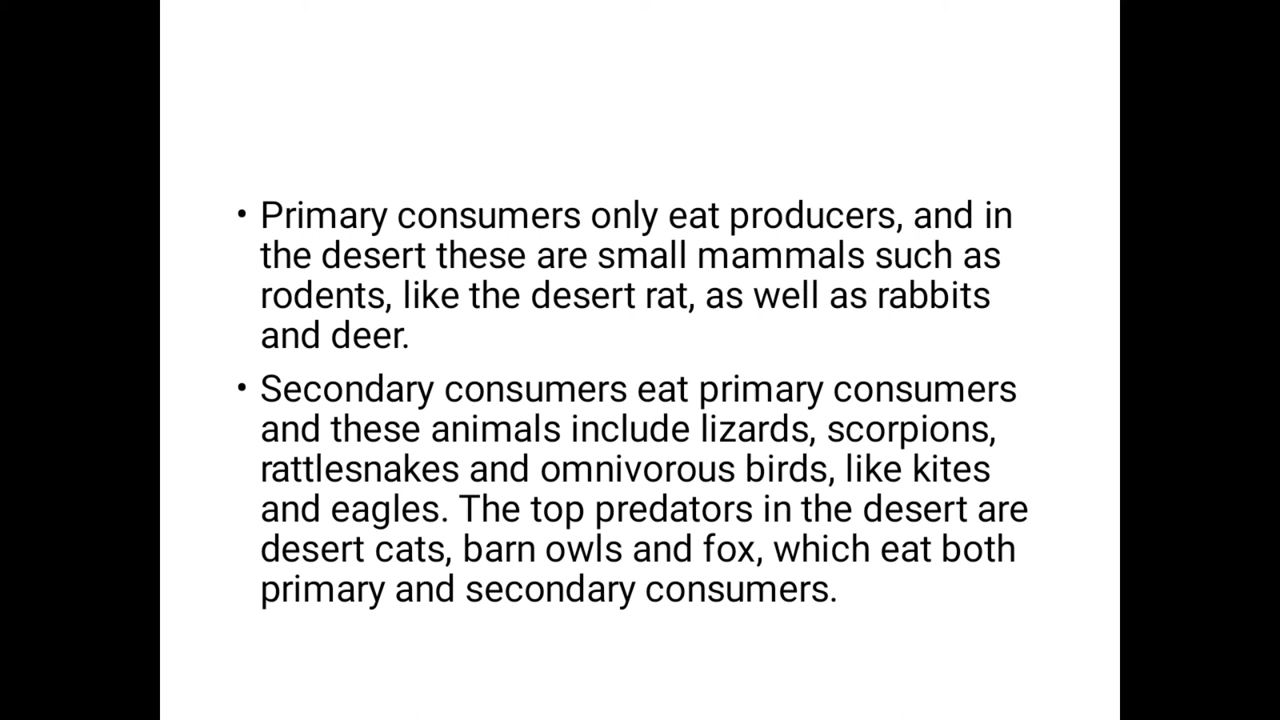 • Primary consumers only eat producers, and in
the desert these are small mammals such as
rodents, like the desert rat, as well as rabbits
and deer.
• Secondary consumers eat primary consumers
and these animals include lizards, scorpions,
rattlesnakes and omnivorous birds, like kites
and eagles. The top predators in the desert are
desert cats, barn owls and fox, which eat both
primary and secondary consumers.